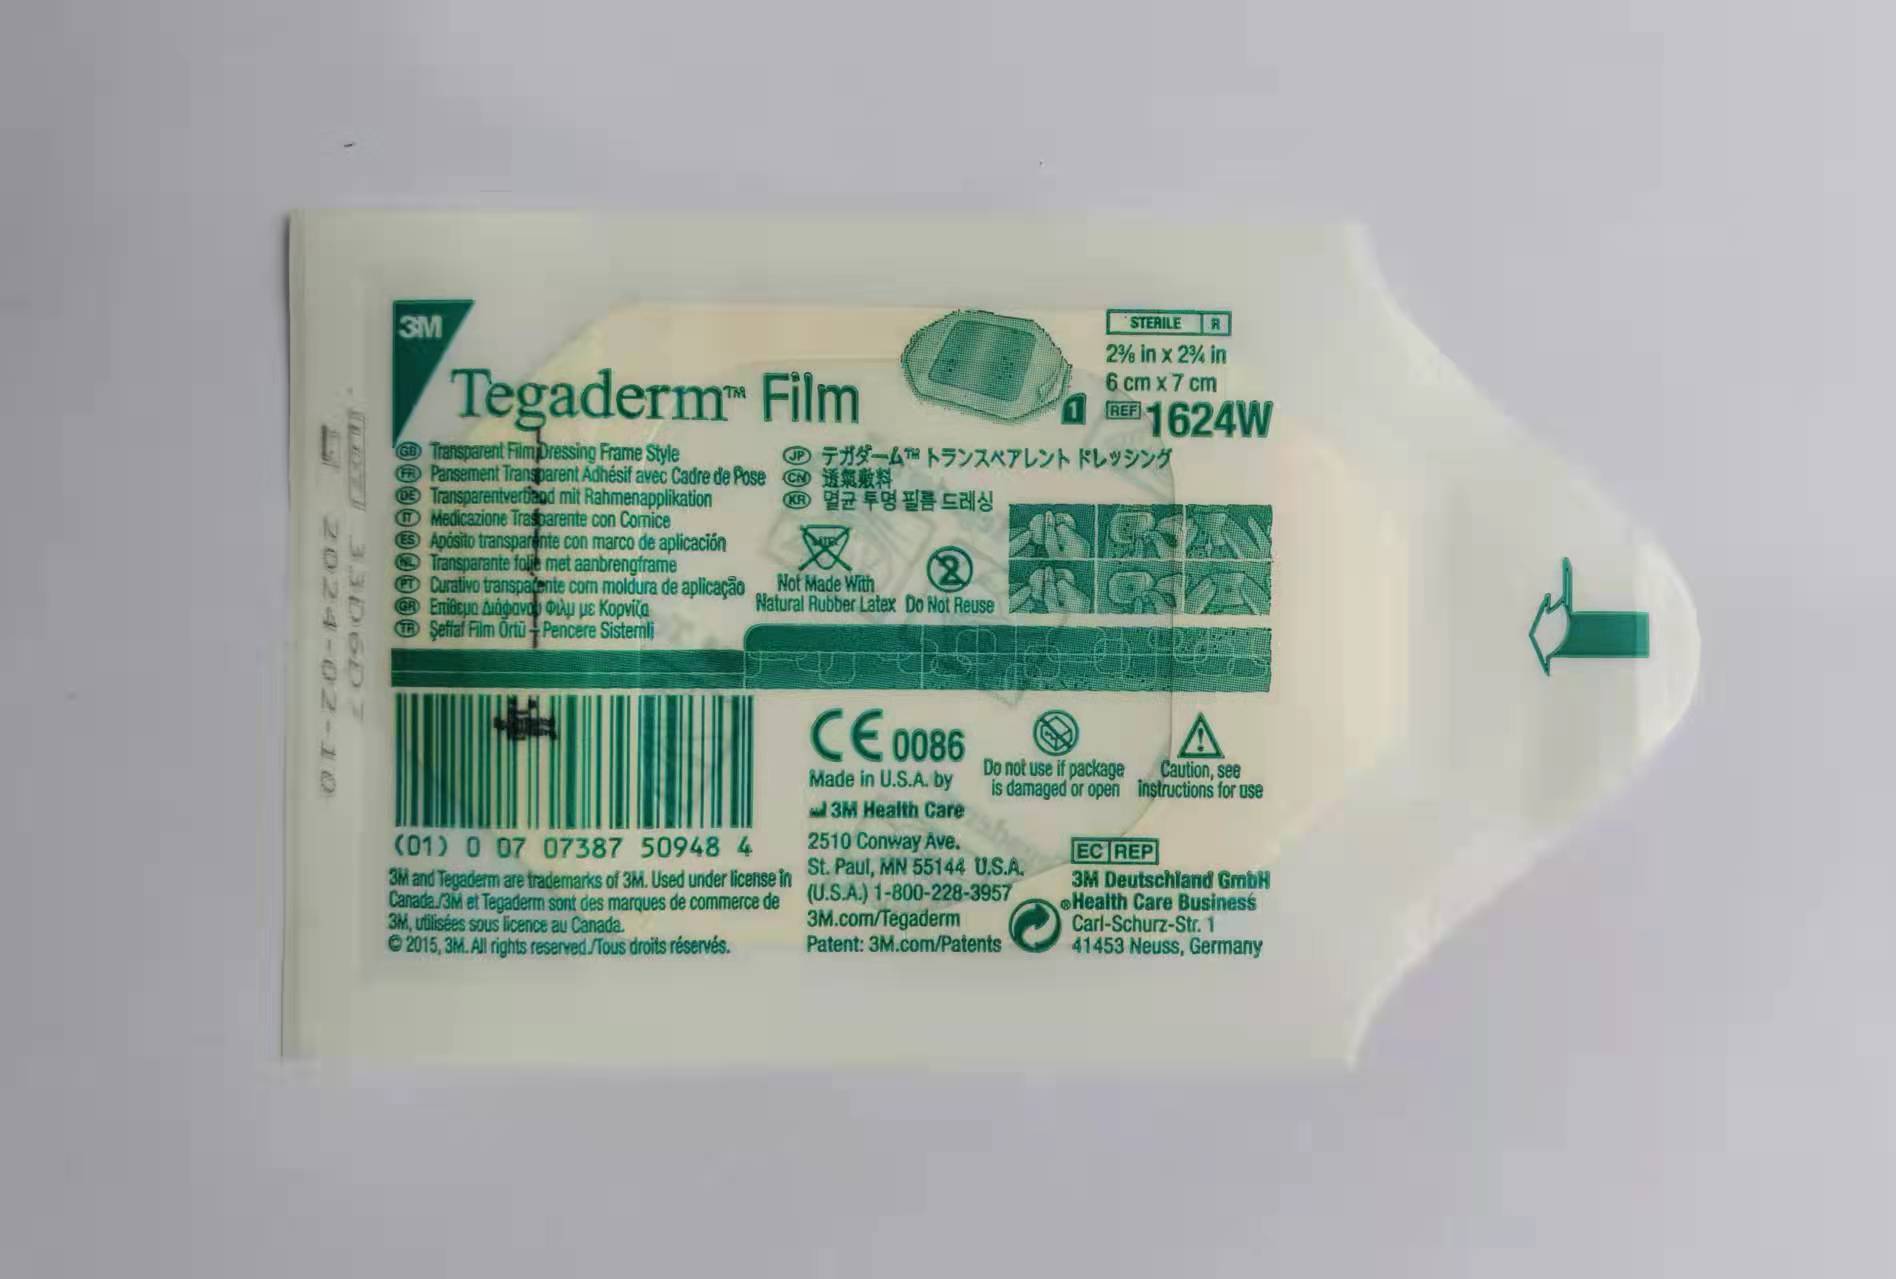 3M
Tegaderm™ Film
STERILE R
2⅜ in x 2¾ in
6 cm x 7 cm
1
REF 1624W
GB Transparent Film Dressing Frame Style
FR Pansement Transparent Adhésif avec Cadre de Pose
DE Transparentverband mit Rahmenapplikation
IT Medicazione Trasparente con Cornice
ES Apósito transparente con marco de aplicación
NL Transparante folie met aanbrengframe
PT Curativo transparente com moldura de aplicação
GR Επίθεμα Διάφανο Φιλμ με Κορνίζα
TR Şeffaf Film Örtü – Pencere Sistemli
JP テガダーム™ トランスペアレント ドレッシング
CN 透氣敷料
KR 멸균 투명 필름 드레싱
LATEX
Not Made With
Natural Rubber Latex
2
Do Not Reuse
LOT
2024-02-10
(01) 0 07 07387 50948 4
3M and Tegaderm are trademarks of 3M. Used under license in
Canada./3M et Tegaderm sont des marques de commerce de
3M, utilisées sous licence au Canada.
© 2015, 3M. All rights reserved./Tous droits réservés.
CE 0086
Made in U.S.A. by
3M Health Care
2510 Conway Ave.
St. Paul, MN 55144 U.S.A.
(U.S.A.) 1-800-228-3957
3M.com/Tegaderm
Patent: 3M.com/Patents
Do not use if package
is damaged or open
Caution, see
instructions for use
EC REP
3M Deutschland GmbH
Health Care Business
Carl-Schurz-Str. 1
41453 Neuss, Germany